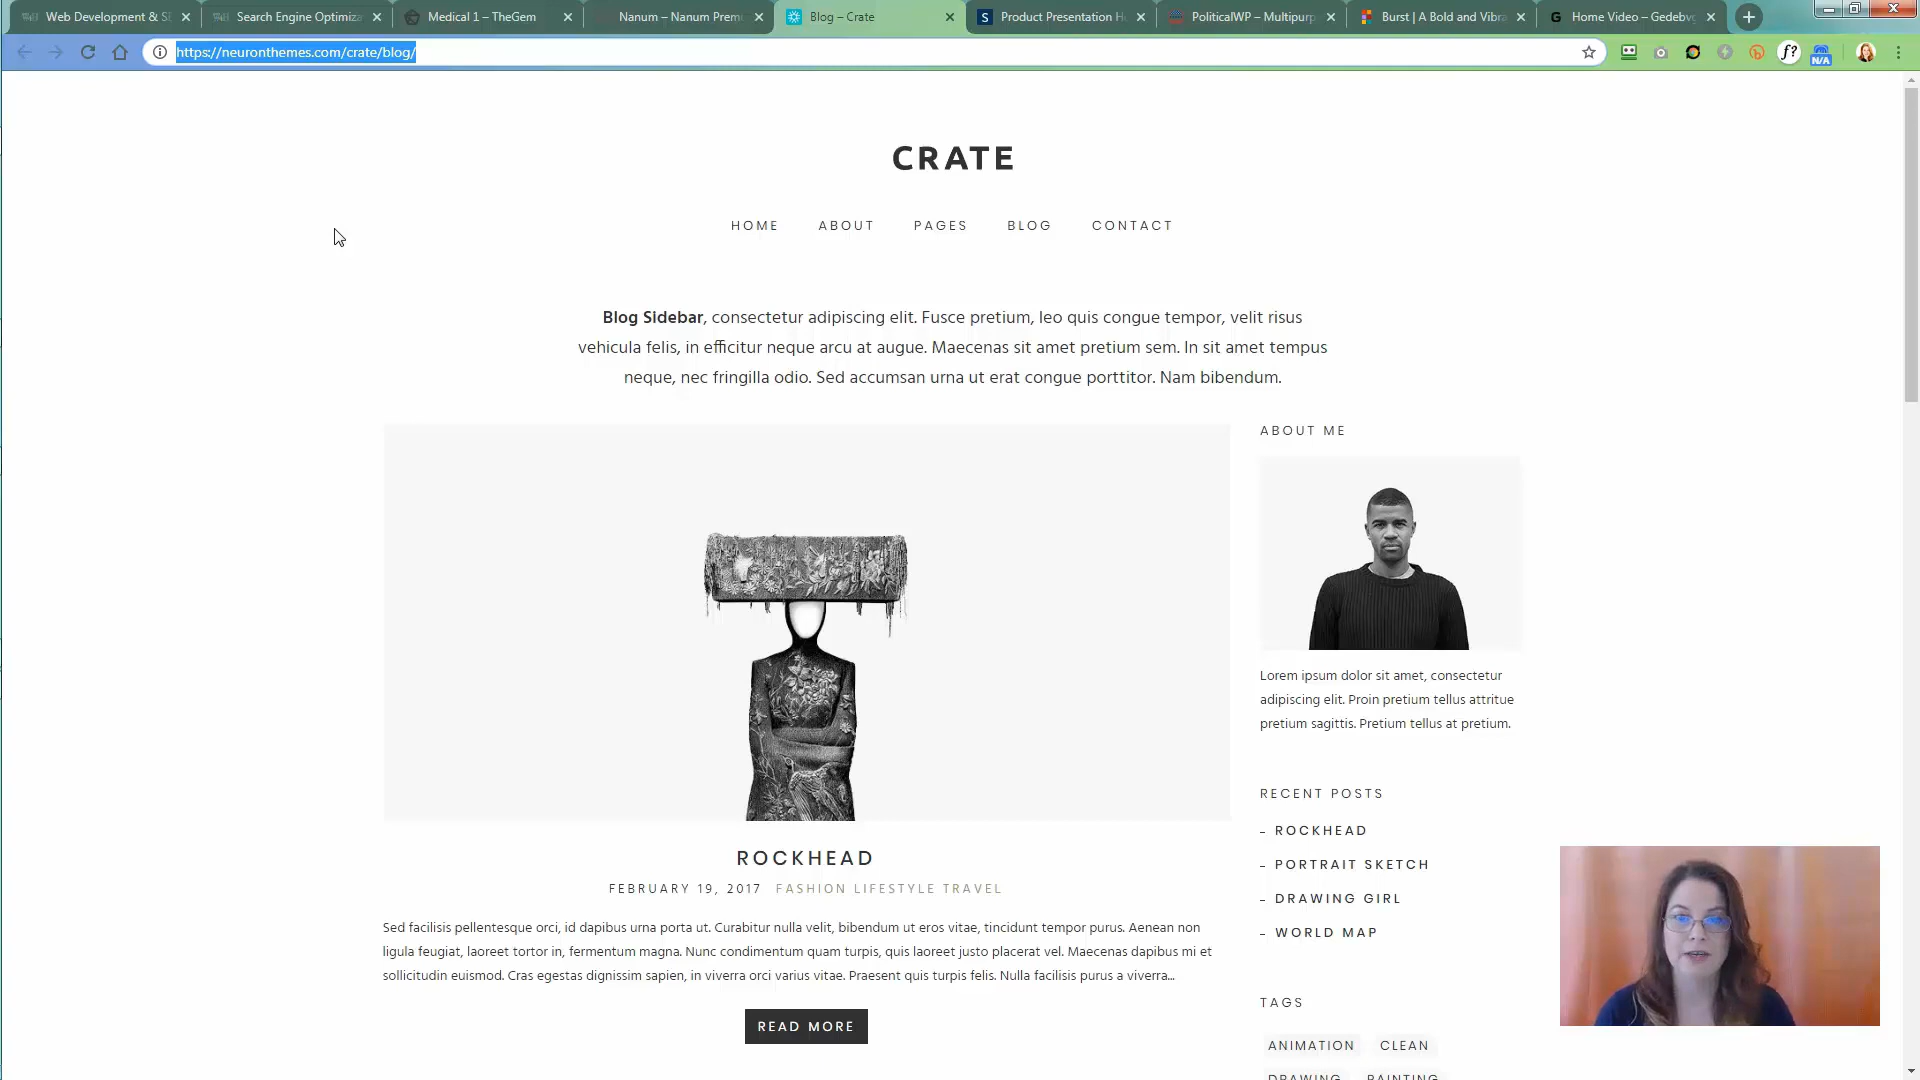 Web Development & S
Search Engine Optimiza
Medical 1 – TheGem
Nanum – Nanum Prem
Blog – Crate
Product Presentation H
PoliticalWP – Multipurp
Burst | A Bold and Vibra
Home Video – Gedebv
https://neuronthemes.com/crate/blog/
f?
N/A
CRATE
HOME ABOUT PAGES BLOG CONTACT
Blog Sidebar, consectetur adipiscing elit. Fusce pretium, leo quis congue tempor, velit risus
vehicula felis, in efficitur neque arcu at augue. Maecenas sit amet pretium sem. In sit amet tempus
neque, nec fringilla odio. Sed accumsan urna ut erat congue porttitor. Nam bibendum.
ROCKHEAD
FEBRUARY 19, 2017 FASHION LIFESTYLE TRAVEL
Sed facilisis pellentesque orci, id dapibus urna porta ut. Curabitur nulla velit, bibendum ut eros vitae, tincidunt tempor purus. Aenean non
ligula feugiat, laoreet tortor in, fermentum magna. Nunc condimentum quam turpis, quis laoreet justo placerat vel. Maecenas dapibus mi et
sollicitudin euismod. Cras egestas dignissim sapien, in viverra orci varius vitae. Praesent quis turpis felis. Nulla facilisis purus a viverra...
READ MORE
ABOUT ME
Lorem ipsum dolor sit amet, consectetur
adipiscing elit. Proin pretium tellus attritue
pretium sagittis. Pretium tellus at pretium.
RECENT POSTS
– ROCKHEAD
– PORTRAIT SKETCH
– DRAWING GIRL
– WORLD MAP
TAGS
ANIMATION CLEAN
DRAWING PAINTING